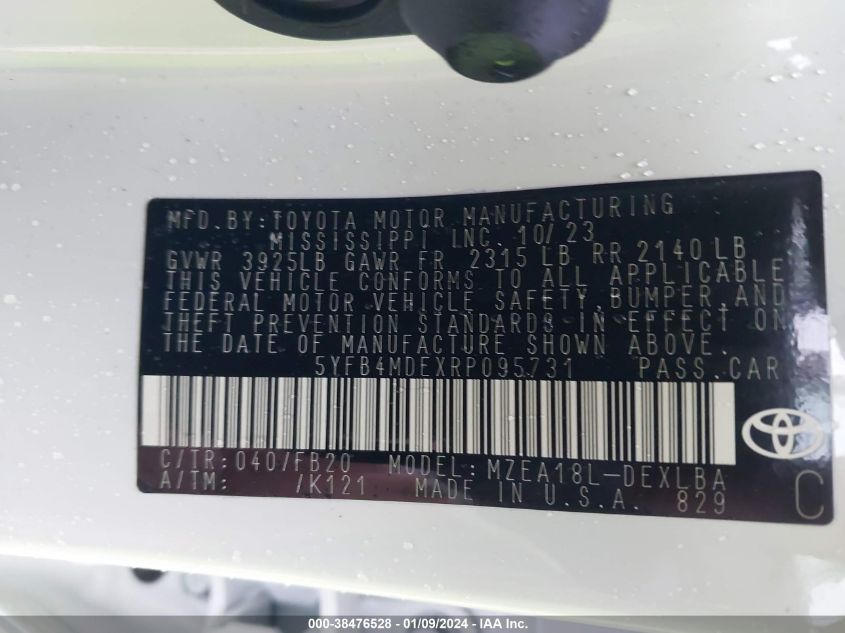 MFD. BY: TOYOTA MOTOR MANUFACTURING
MISSISSIPPI INC. 10/23
GVWR 3925LB GAWR FR 2315 LB RR 2140 LB
THIS VEHICLE CONFORMS TO ALL APPLICABLE
FEDERAL MOTOR VEHICLE SAFETY, BUMPER, AND
THEFT PREVENTION STANDARDS IN EFFECT ON
THE DATE OF MANUFACTURE SHOWN ABOVE.
5YFB4MDEXRP095731 PASS. CAR
C/TR: 040/FB20 MODEL: MZEA18L-DEXLBA
A/TM: /K121 MADE IN U.S.A. 829
C
000-38476528 - 01/09/2024 - IAA Inc.